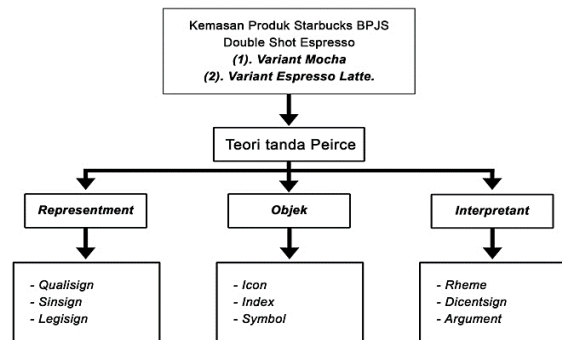 Kemasan Produk Starbucks BPJS
Double Shot Espresso
(1). Variant Mocha
(2). Variant Espresso Latte.
Teori tanda Peirce
Representment
Objek
Interpretant
- Qualisign
- Sinsign
- Legisign
- Icon
- Index
- Symbol
- Rheme
- Dicentsign
- Argument